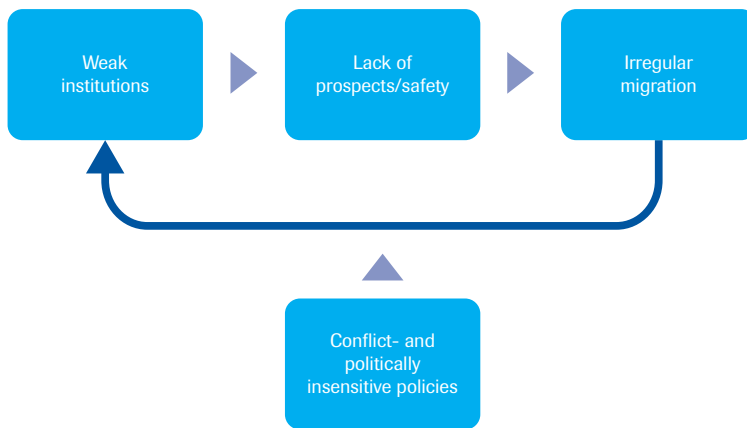 Weak
institutions
Lack of
prospects/safety
Irregular
migration
Conflict- and
politically
insensitive policies